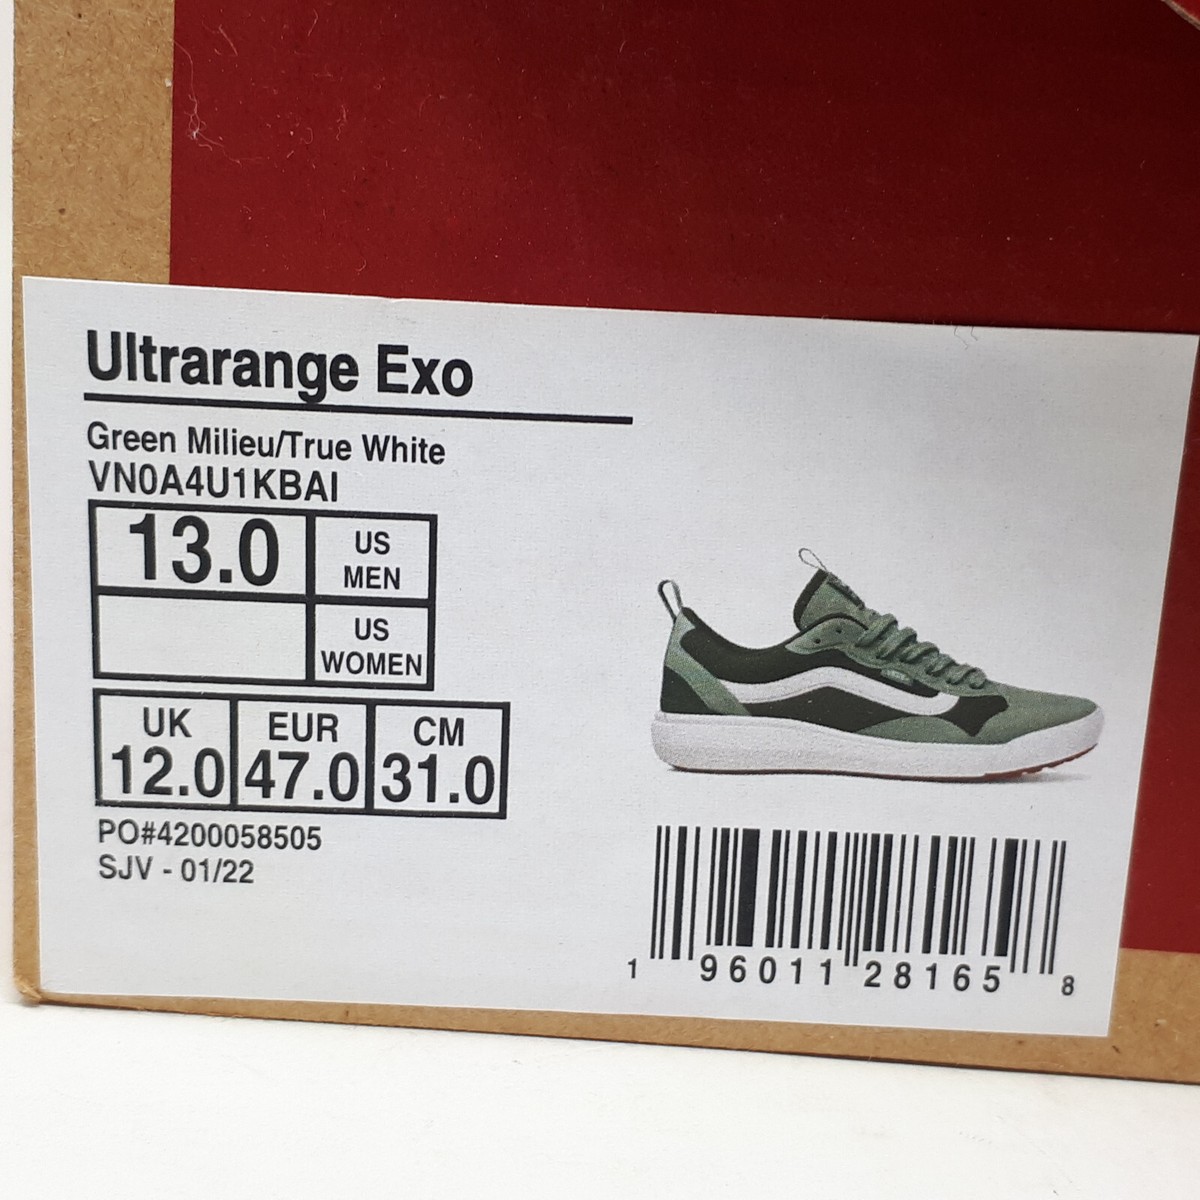 Ultrarange Exo
Green Milieu/True White
VN0A4U1KBAI
13.0 US MEN
US WOMEN
UK EUR CM
12.0 47.0 31.0
PO#4200058505
SJV - 01/22
1 96011 28165 8